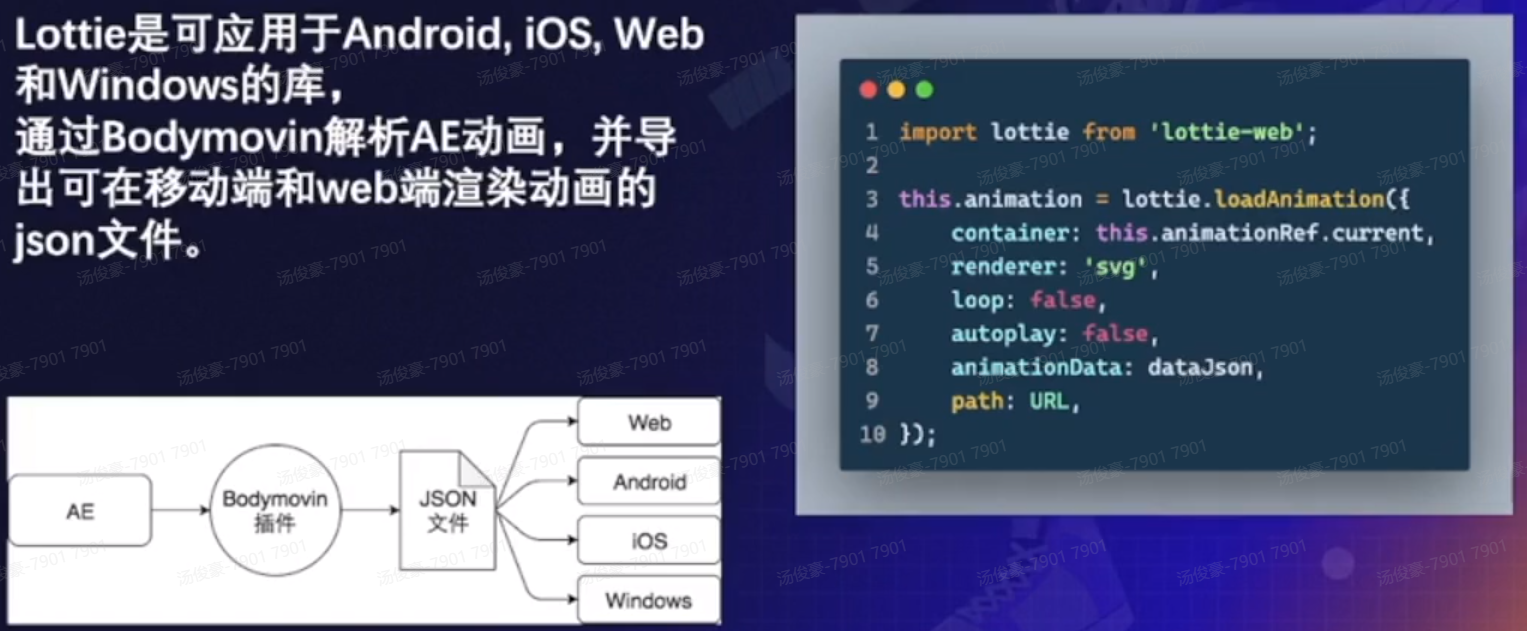 Lottie是可应用于Android, iOS, Web
和Windows的库，
通过Bodymovin解析AE动画，并导
出可在移动端和web端渲染动画的
json文件。
AE
Bodymovin
插件
JSON
文件
Web
Android
iOS
Windows
1 import lottie from 'lottie-web';
2
3 this.animation = lottie.loadAnimation({
4     container: this.animationRef.current,
5     renderer: 'svg',
6     loop: false,
7     autoplay: false,
8     animationData: dataJson,
9     path: URL,
10 });
汤俊豪-7901 7901